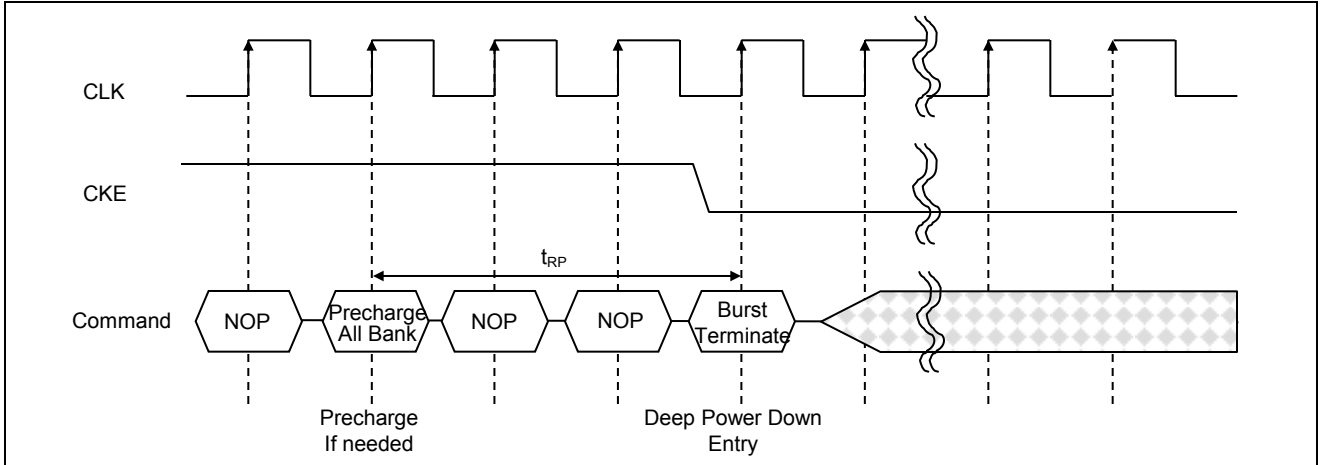 CLK
CKE
tRP
Command
NOP
Precharge
All Bank
NOP
NOP
Burst
Terminate
Precharge
If needed
Deep Power Down
Entry